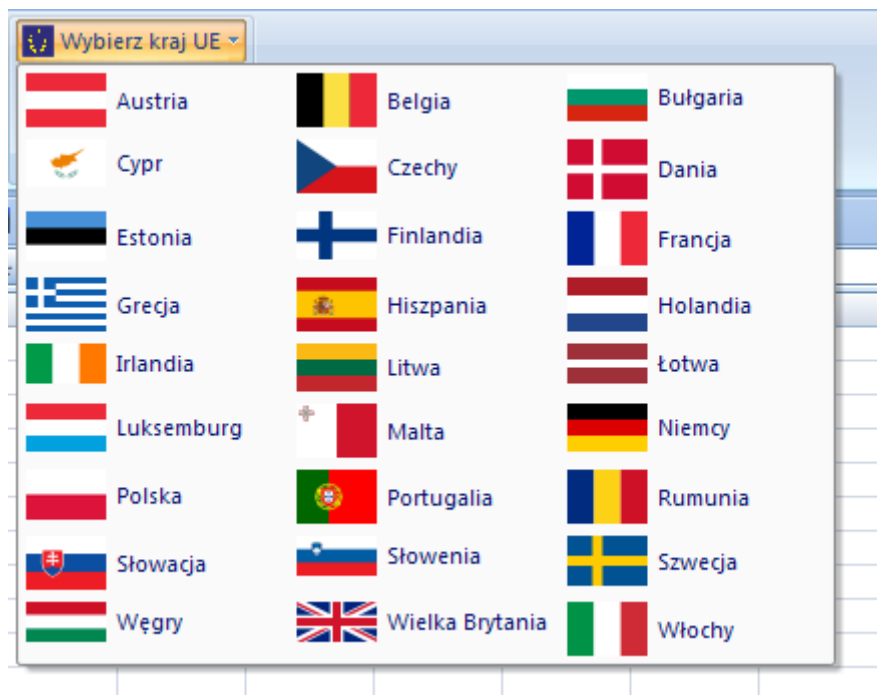 Wybierz kraj UE
Austria
Belgia
Bułgaria
Cypr
Czechy
Dania
Estonia
Finlandia
Francja
Grecja
Hiszpania
Holandia
Irlandia
Litwa
Łotwa
Luksemburg
Malta
Niemcy
Polska
Portugalia
Rumunia
Słowacja
Słowenia
Szwecja
Węgry
Wielka Brytania
Włochy